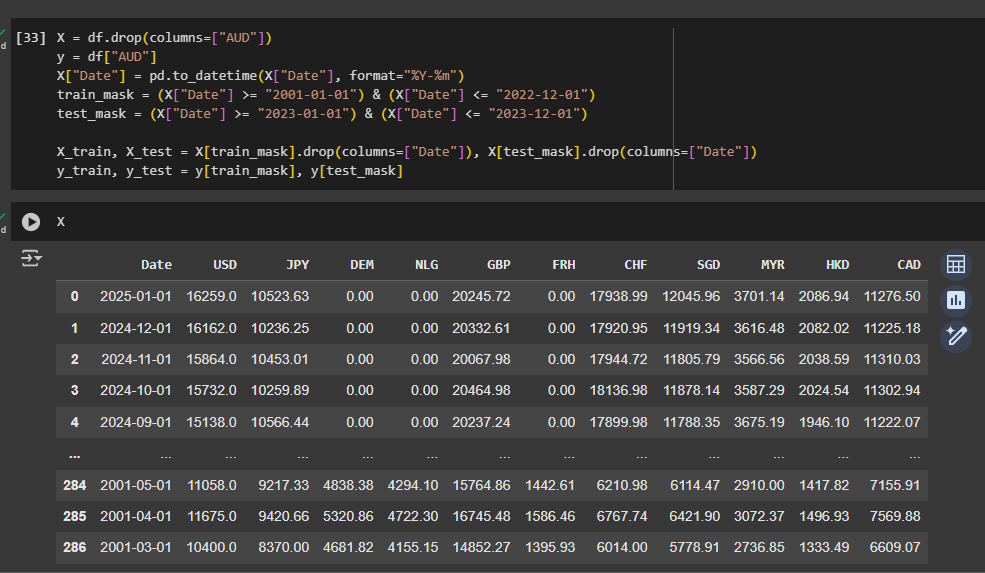 [33] X = df.drop(columns=["AUD"])
y = df["AUD"]
X["Date"] = pd.to_datetime(X["Date"], format="%Y-%m")
train_mask = (X["Date"] >= "2001-01-01") & (X["Date"] <= "2022-12-01")
test_mask = (X["Date"] >= "2023-01-01") & (X["Date"] <= "2023-12-01")
X_train, X_test = X[train_mask].drop(columns=["Date"]), X[test_mask].drop(columns=["Date"])
y_train, y_test = y[train_mask], y[test_mask]
d
d
X
Date USD JPY DEM NLG GBP FRH CHF SGD MYR HKD CAD
0 2025-01-01 16259.0 10523.63 0.00 0.00 20245.72 0.00 17938.99 12045.96 3701.14 2086.94 11276.50
1 2024-12-01 16162.0 10236.25 0.00 0.00 20332.61 0.00 17920.95 11919.34 3616.48 2082.02 11225.18
2 2024-11-01 15864.0 10453.01 0.00 0.00 20067.98 0.00 17944.72 11805.79 3566.56 2038.59 11310.03
3 2024-10-01 15732.0 10259.89 0.00 0.00 20464.98 0.00 18136.98 11878.14 3587.29 2024.54 11302.94
4 2024-09-01 15138.0 10566.44 0.00 0.00 20237.24 0.00 17899.98 11788.35 3675.19 1946.10 11222.07
... ... ... ... ... ... ... ... ... ... ... ... ...
284 2001-05-01 11058.0 9217.33 4838.38 4294.10 15764.86 1442.61 6210.98 6114.47 2910.00 1417.82 7155.91
285 2001-04-01 11675.0 9420.66 5320.86 4722.30 16745.48 1586.46 6767.74 6421.90 3072.37 1496.93 7569.88
286 2001-03-01 10400.0 8370.00 4681.82 4155.15 14852.27 1395.93 6014.00 5778.91 2736.85 1333.49 6609.07